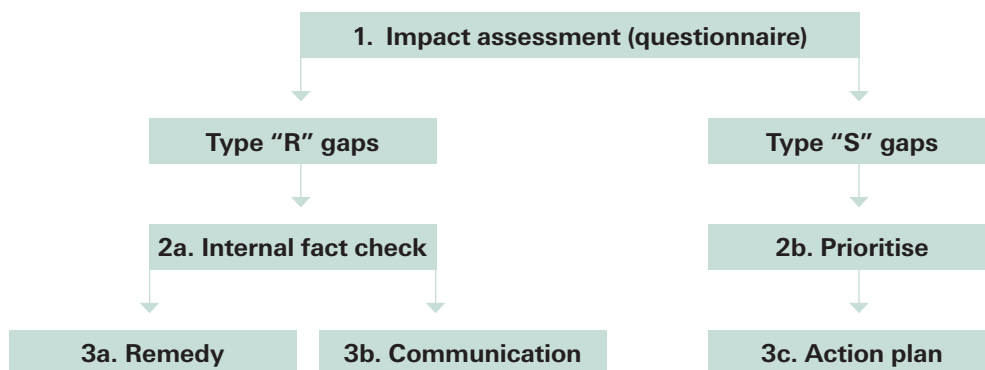 1. Impact assessment (questionnaire)
Type “R” gaps
Type “S” gaps
2a. Internal fact check
2b. Prioritise
3a. Remedy
3b. Communication
3c. Action plan